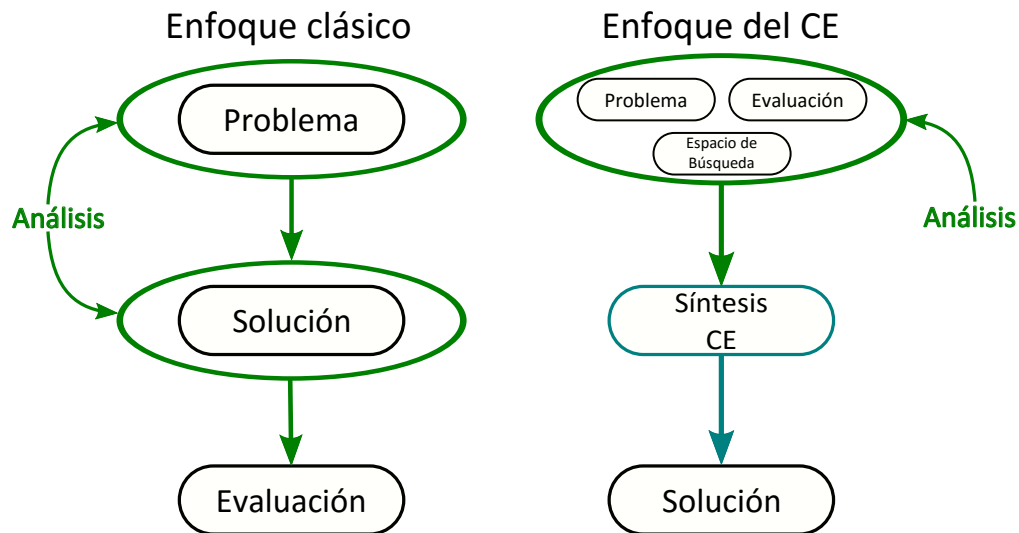 Enfoque clásico
Problema
Análisis
Solución
Evaluación
Enfoque del CE
Problema
Evaluación
Espacio de
Búsqueda
Análisis
Síntesis
CE
Solución